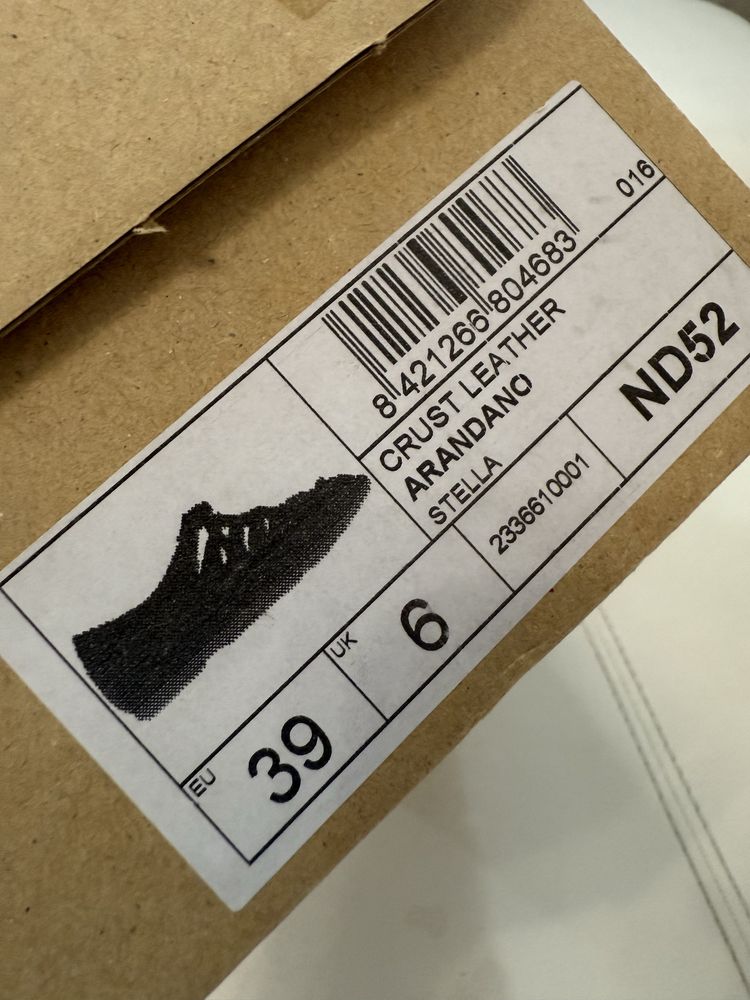 016
8 421266 804683
CRUST LEATHER
ARANDANO
STELLA
2336610001
ND52
EU 39
UK 6